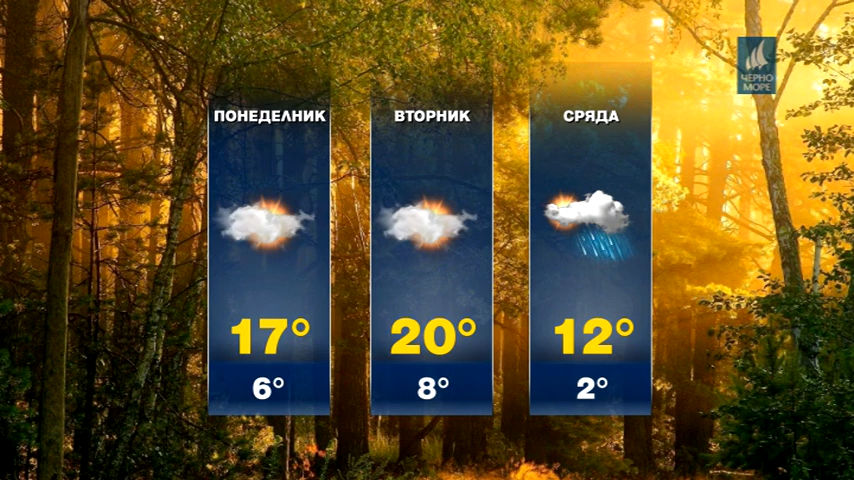 ЧЕРНО
МОРЕ
ПОНЕДЕЛНИК
ВТОРНИК
СРЯДА
17°
20°
12°
6°
8°
2°